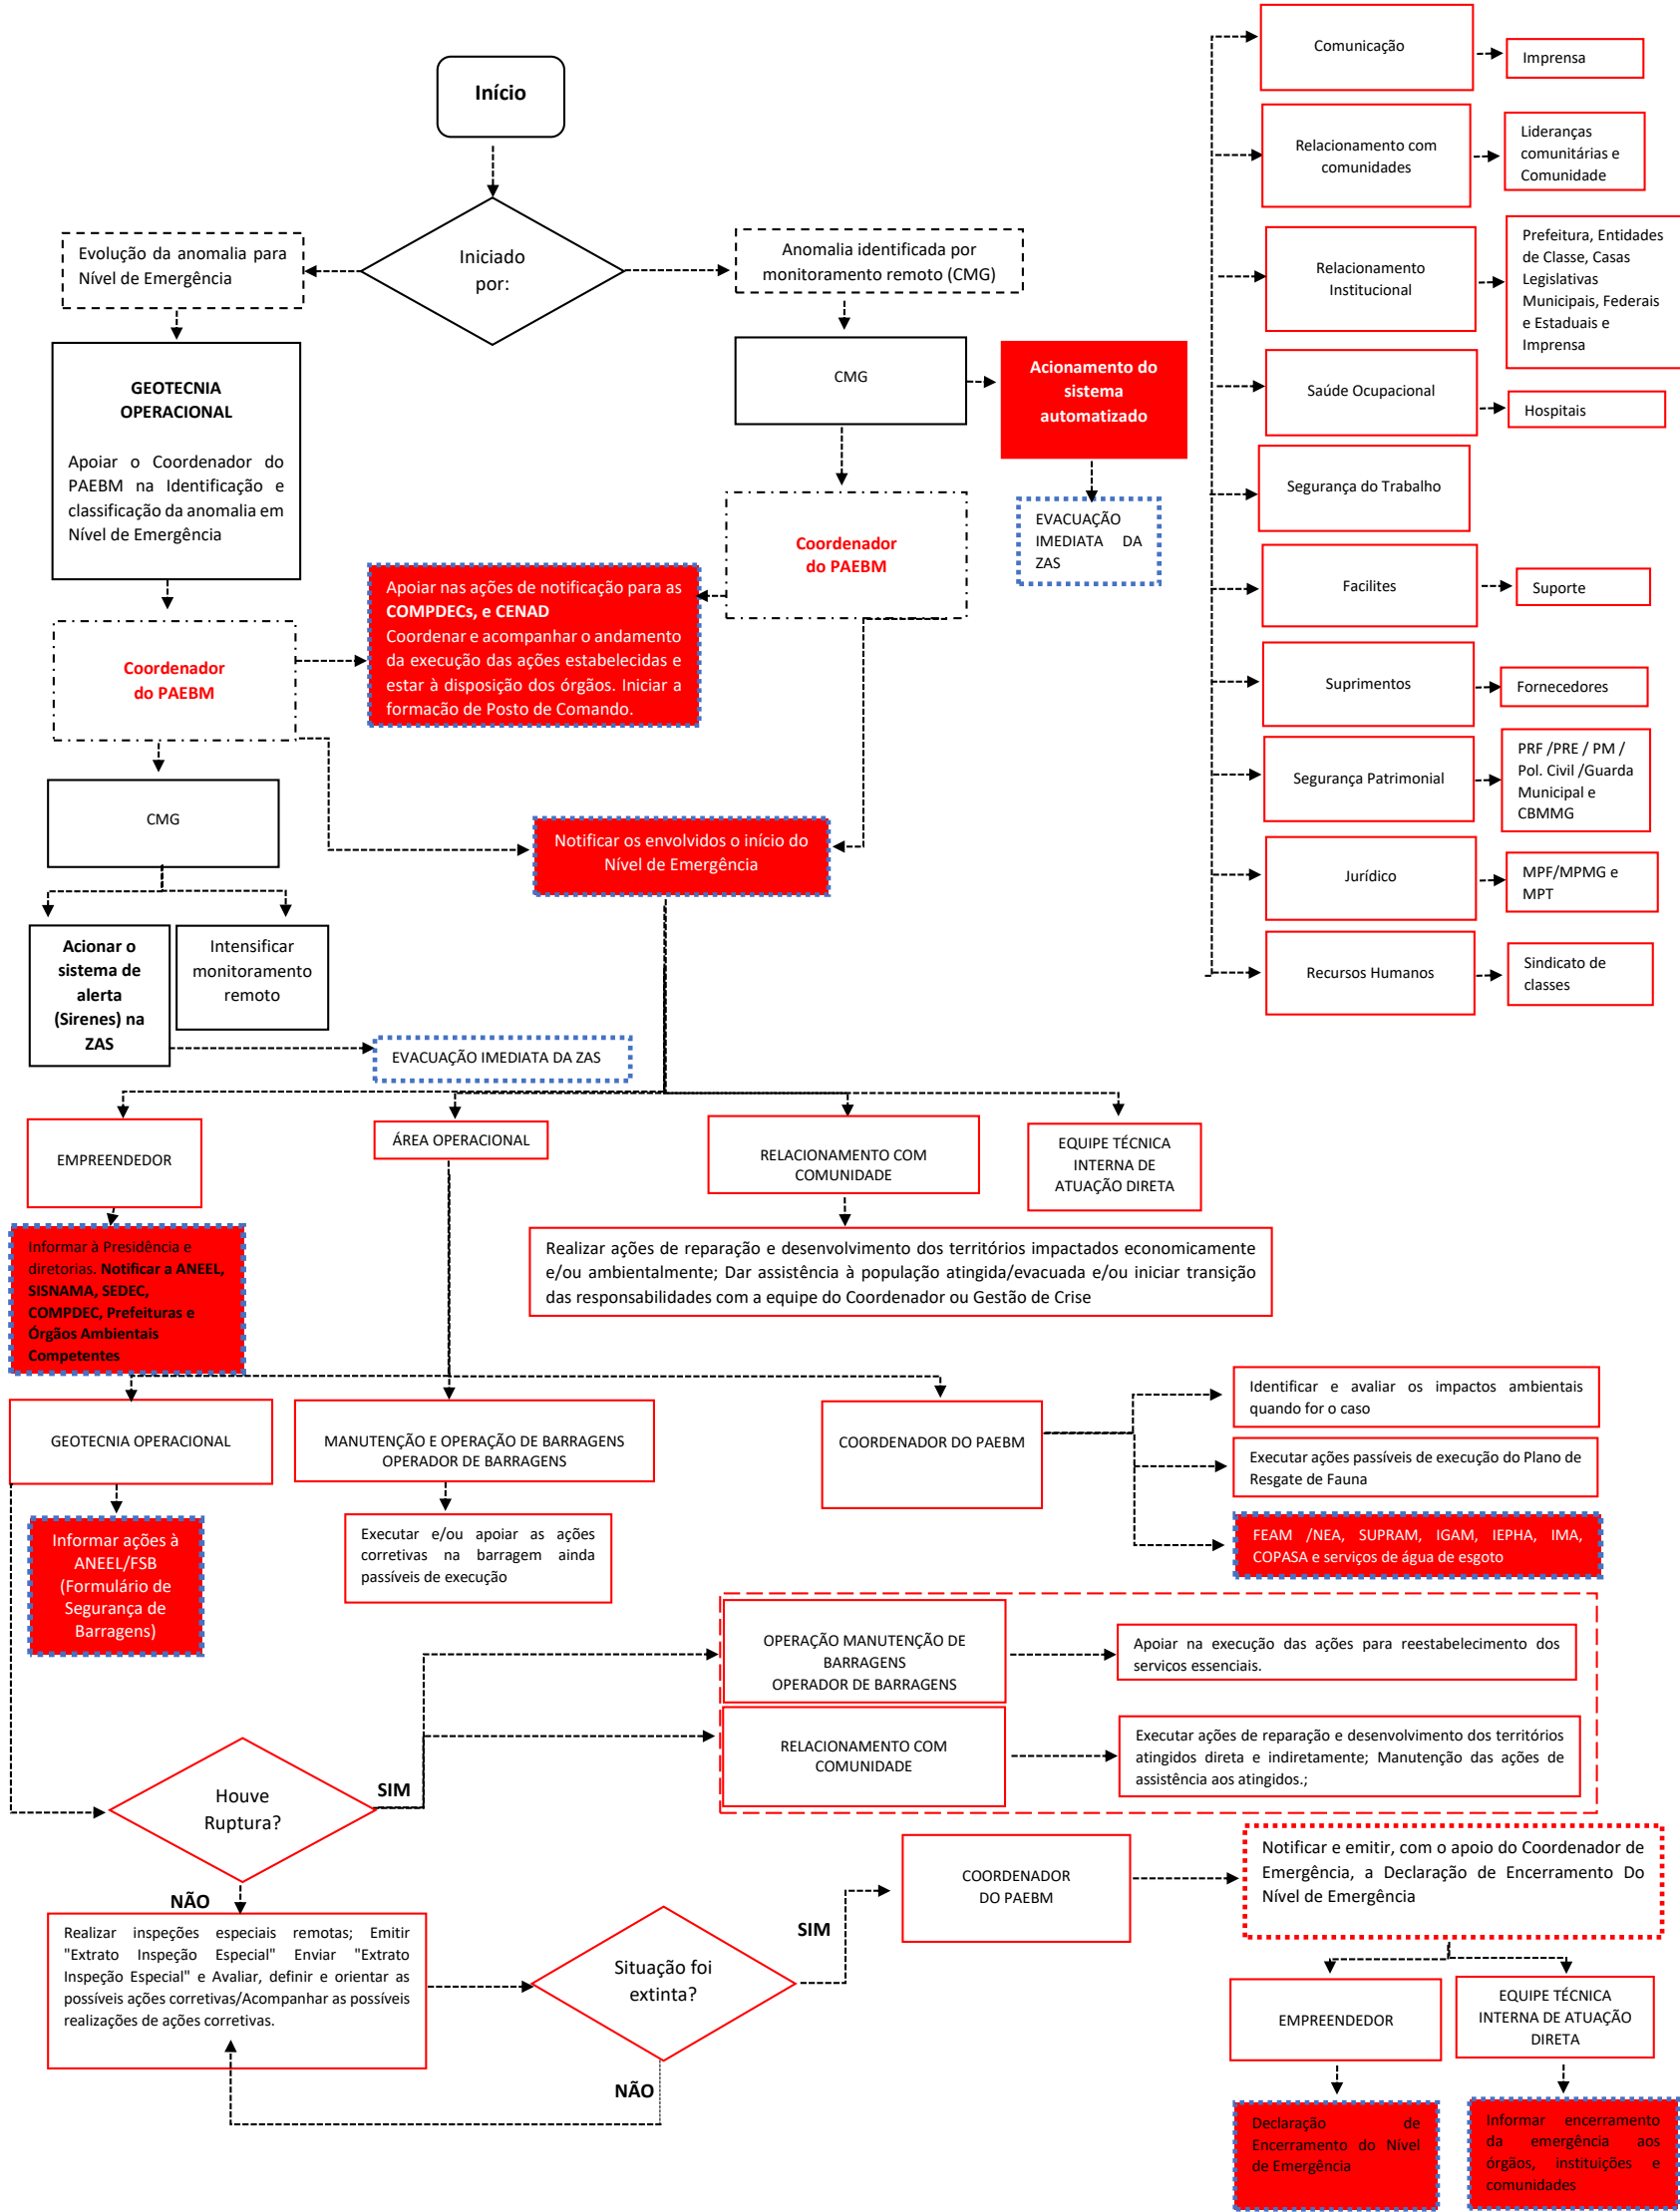 Início
Iniciado
por:
Evolução da anomalia para
Nível de Emergência
Anomalia identificada por
monitoramento remoto (CMG)
GEOTECNIA
OPERACIONAL
Apoiar o Coordenador do
PAEBM na Identificação e
classificação da anomalia em
Nível de Emergência
CMG
Acionamento do
sistema
automatizado
EVACUAÇÃO
IMEDIATA DA
ZAS
Coordenador
do PAEBM
Apoiar nas ações de notificação para as
COMPDECs, e CENAD
Coordenar e acompanhar o andamento
da execução das ações estabelecidas e
estar à disposição dos órgãos. Iniciar a
formação de Posto de Comando.
Coordenador
do PAEBM
CMG
Notificar os envolvidos o início do
Nível de Emergência
Acionar o
sistema de
alerta
(Sirenes) na
ZAS
Intensificar
monitoramento
remoto
EVACUAÇÃO IMEDIATA DA ZAS
Comunicação
Imprensa
Relacionamento com
comunidades
Lideranças
comunitárias e
Comunidade
Relacionamento
Institucional
Prefeitura, Entidades
de Classe, Casas
Legislativas
Municipais, Federais
e Estaduais e
Imprensa
Saúde Ocupacional
Hospitais
Segurança do Trabalho
Facilites
Suporte
Suprimentos
Fornecedores
Segurança Patrimonial
PRF /PRE / PM /
Pol. Civil /Guarda
Municipal e
CBMMG
Jurídico
MPF/MPMG e
MPT
Recursos Humanos
Sindicato de
classes
EMPREENDEDOR
ÁREA OPERACIONAL
RELACIONAMENTO COM
COMUNIDADE
EQUIPE TÉCNICA
INTERNA DE
ATUAÇÃO DIRETA
Informar à Presidência e
diretorias. Notificar a ANEEL,
SISNAMA, SEDEC,
COMPDEC, Prefeituras e
Órgãos Ambientais
Competentes
Realizar ações de reparação e desenvolvimento dos territórios impactados economicamente
e/ou ambientalmente; Dar assistência à população atingida/evacuada e/ou iniciar transição
das responsabilidades com a equipe do Coordenador ou Gestão de Crise
GEOTECNIA OPERACIONAL
MANUTENÇÃO E OPERAÇÃO DE BARRAGENS
OPERADOR DE BARRAGENS
COORDENADOR DO PAEBM
Identificar e avaliar os impactos ambientais
quando for o caso
Executar ações passíveis de execução do Plano de
Resgate de Fauna
FEAM /NEA, SUPRAM, IGAM, IEPHA, IMA,
COPASA e serviços de água de esgoto
Informar ações à
ANEEL/FSB
(Formulário de
Segurança de
Barragens)
Executar e/ou apoiar as ações
corretivas na barragem ainda
passíveis de execução
OPERAÇÃO MANUTENÇÃO DE
BARRAGENS
OPERADOR DE BARRAGENS
Apoiar na execução das ações para reestabelecimento dos
serviços essenciais.
RELACIONAMENTO COM
COMUNIDADE
Executar ações de reparação e desenvolvimento dos territórios
atingidos direta e indiretamente; Manutenção das ações de
assistência aos atingidos.;
Houve
Ruptura?
SIM
NÃO
Realizar inspeções especiais remotas; Emitir
"Extrato Inspeção Especial" Enviar "Extrato
Inspeção Especial" e Avaliar, definir e orientar as
possíveis ações corretivas/Acompanhar as possíveis
realizações de ações corretivas.
Situação foi
extinta?
SIM
NÃO
COORDENADOR
DO PAEBM
Notificar e emitir, com o apoio do Coordenador de
Emergência, a Declaração de Encerramento Do
Nível de Emergência
EMPREENDEDOR
EQUIPE TÉCNICA
INTERNA DE ATUAÇÃO
DIRETA
Declaração de
Encerramento do Nível
de Emergência
Informar encerramento
da emergência aos
órgãos, instituições e
comunidades